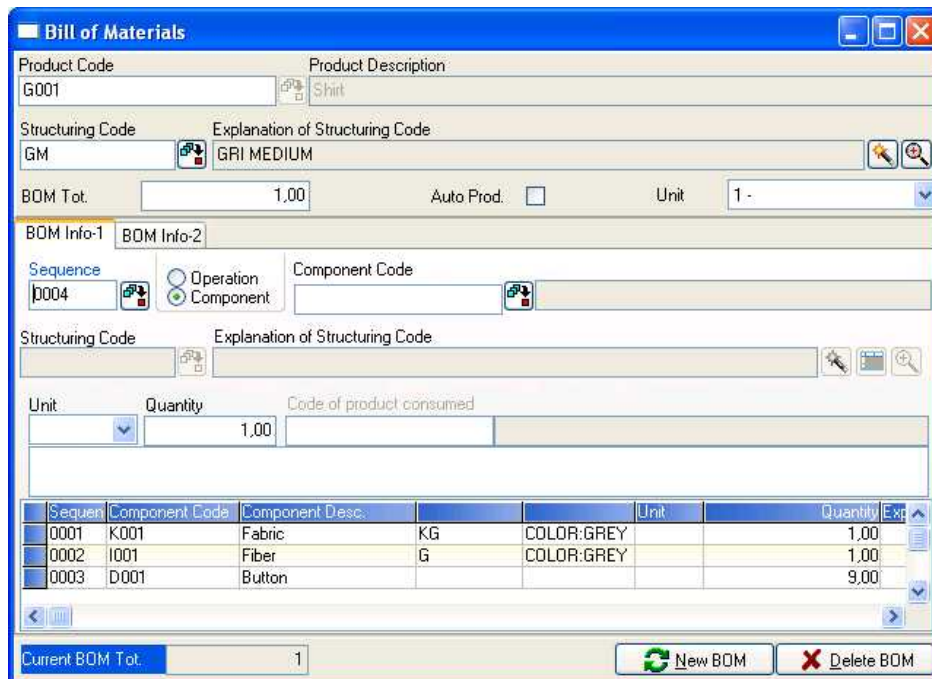 Bill of Materials
Product Code Product Description
G001 Shirt
Structuring Code Explanation of Structuring Code
GM GRI MEDIUM
BOM Tot. 1,00 Auto Prod. Unit 1 -
BOM Info-1 BOM Info-2
Sequence Operation Component Code
0004 Component
Structuring Code Explanation of Structuring Code
Unit Quantity Code of product consumed
1,00
Sequen Component Code Component Desc. Unit Quantity Exp
0001 K001 Fabric KG COLOR:GREY 1,00
0002 I001 Fiber G COLOR:GREY 1,00
0003 D001 Button 9,00
Current BOM Tot. 1 New BOM Delete BOM